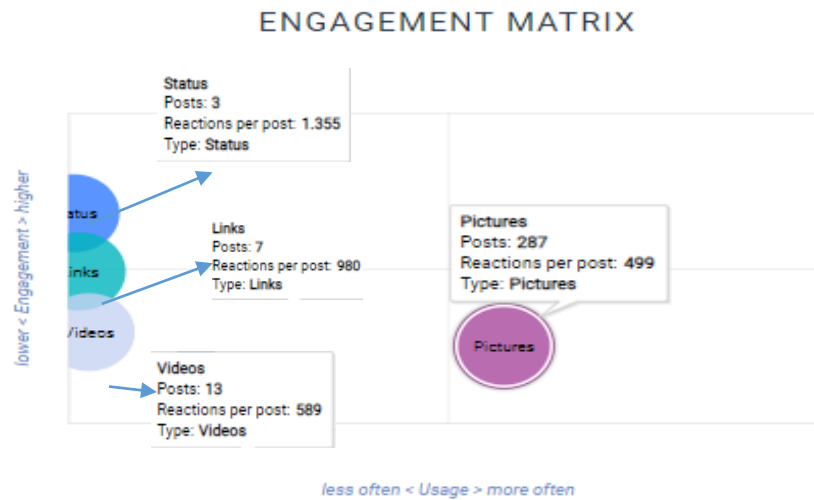 ENGAGEMENT MATRIX
Status
Posts: 3
Reactions per post: 1.355
Type: Status
lower < Engagement > higher
atus
Links
Posts: 7
Reactions per post: 980
Type: Links
Pictures
Posts: 287
Reactions per post: 499
Type: Pictures
inks
Videos
Pictures
Videos
Posts: 13
Reactions per post: 589
Type: Videos
less often < Usage > more often